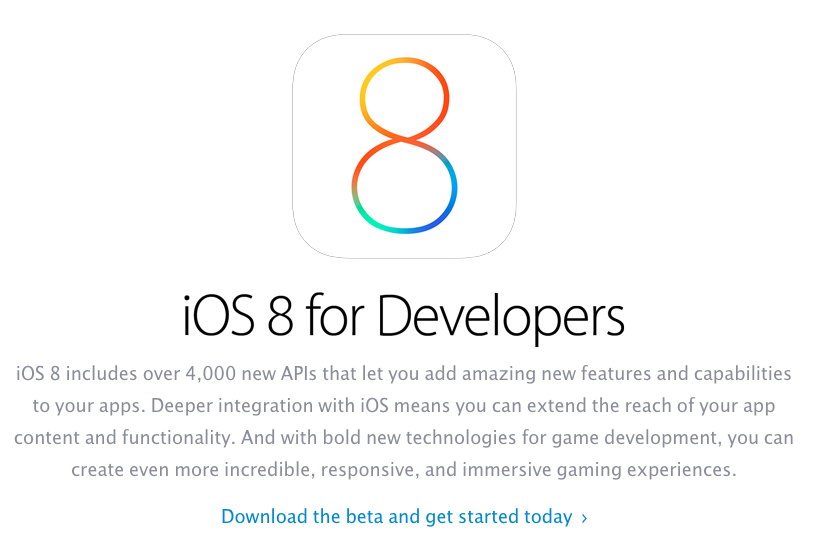 8
iOS 8 for Developers
iOS 8 includes over 4,000 new APIs that let you add amazing new features and capabilities
to your apps. Deeper integration with iOS means you can extend the reach of your app
content and functionality. And with bold new technologies for game development, you can
create even more incredible, responsive, and immersive gaming experiences.
Download the beta and get started today ›